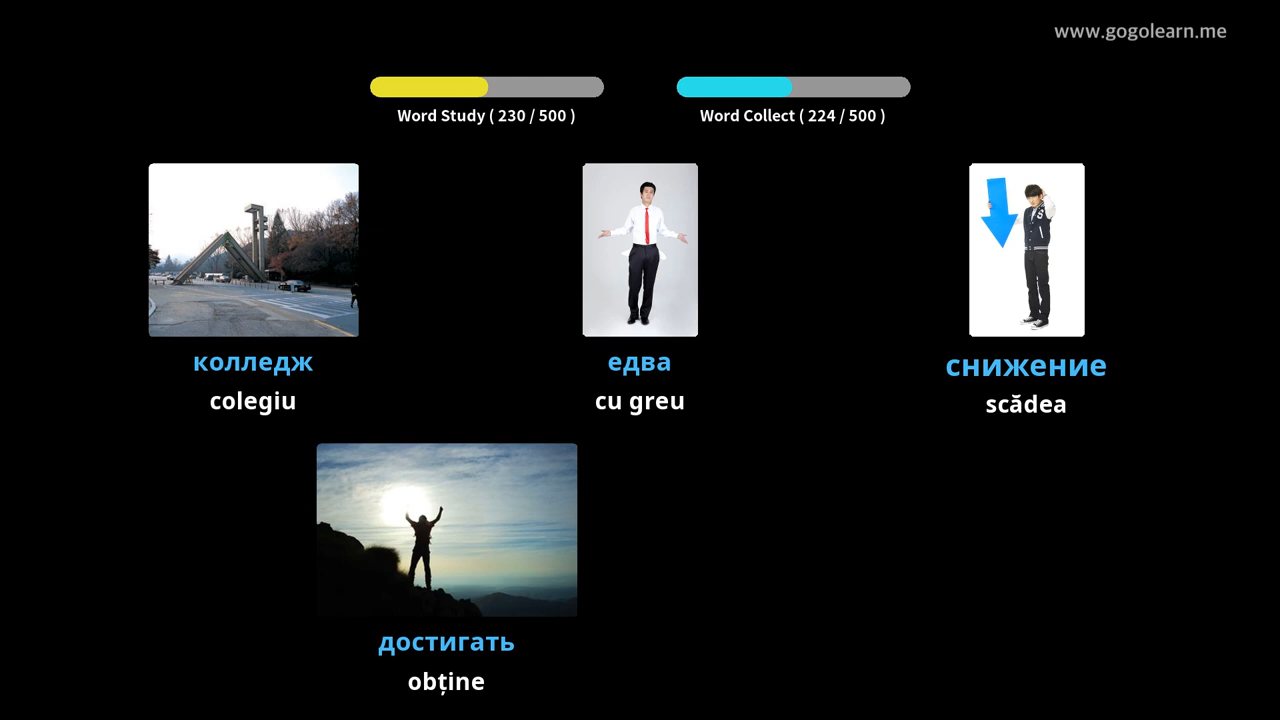 www.gogolearn.me
Word Study ( 230 / 500 )
Word Collect ( 224 / 500 )
колледж
colegiu
едва
cu greu
снижение
scădea
достигать
obține